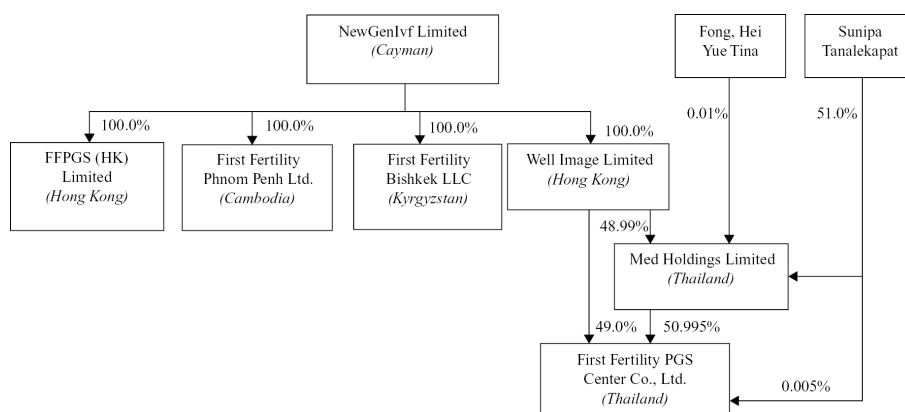 NewGenIvf Limited
(Cayman)
Fong, Hei
Yue Tina
Sunipa
Tanalekapat
0.01%
51.0%
100.0%
100.0%
100.0%
100.0%
FFPGS (HK)
Limited
(Hong Kong)
First Fertility
Phnom Penh Ltd.
(Cambodia)
First Fertility
Bishkek LLC
(Kyrgyzstan)
Well Image Limited
(Hong Kong)
48.99%
Med Holdings Limited
(Thailand)
49.0%
50.995%
First Fertility PGS
Center Co., Ltd.
(Thailand)
0.005%